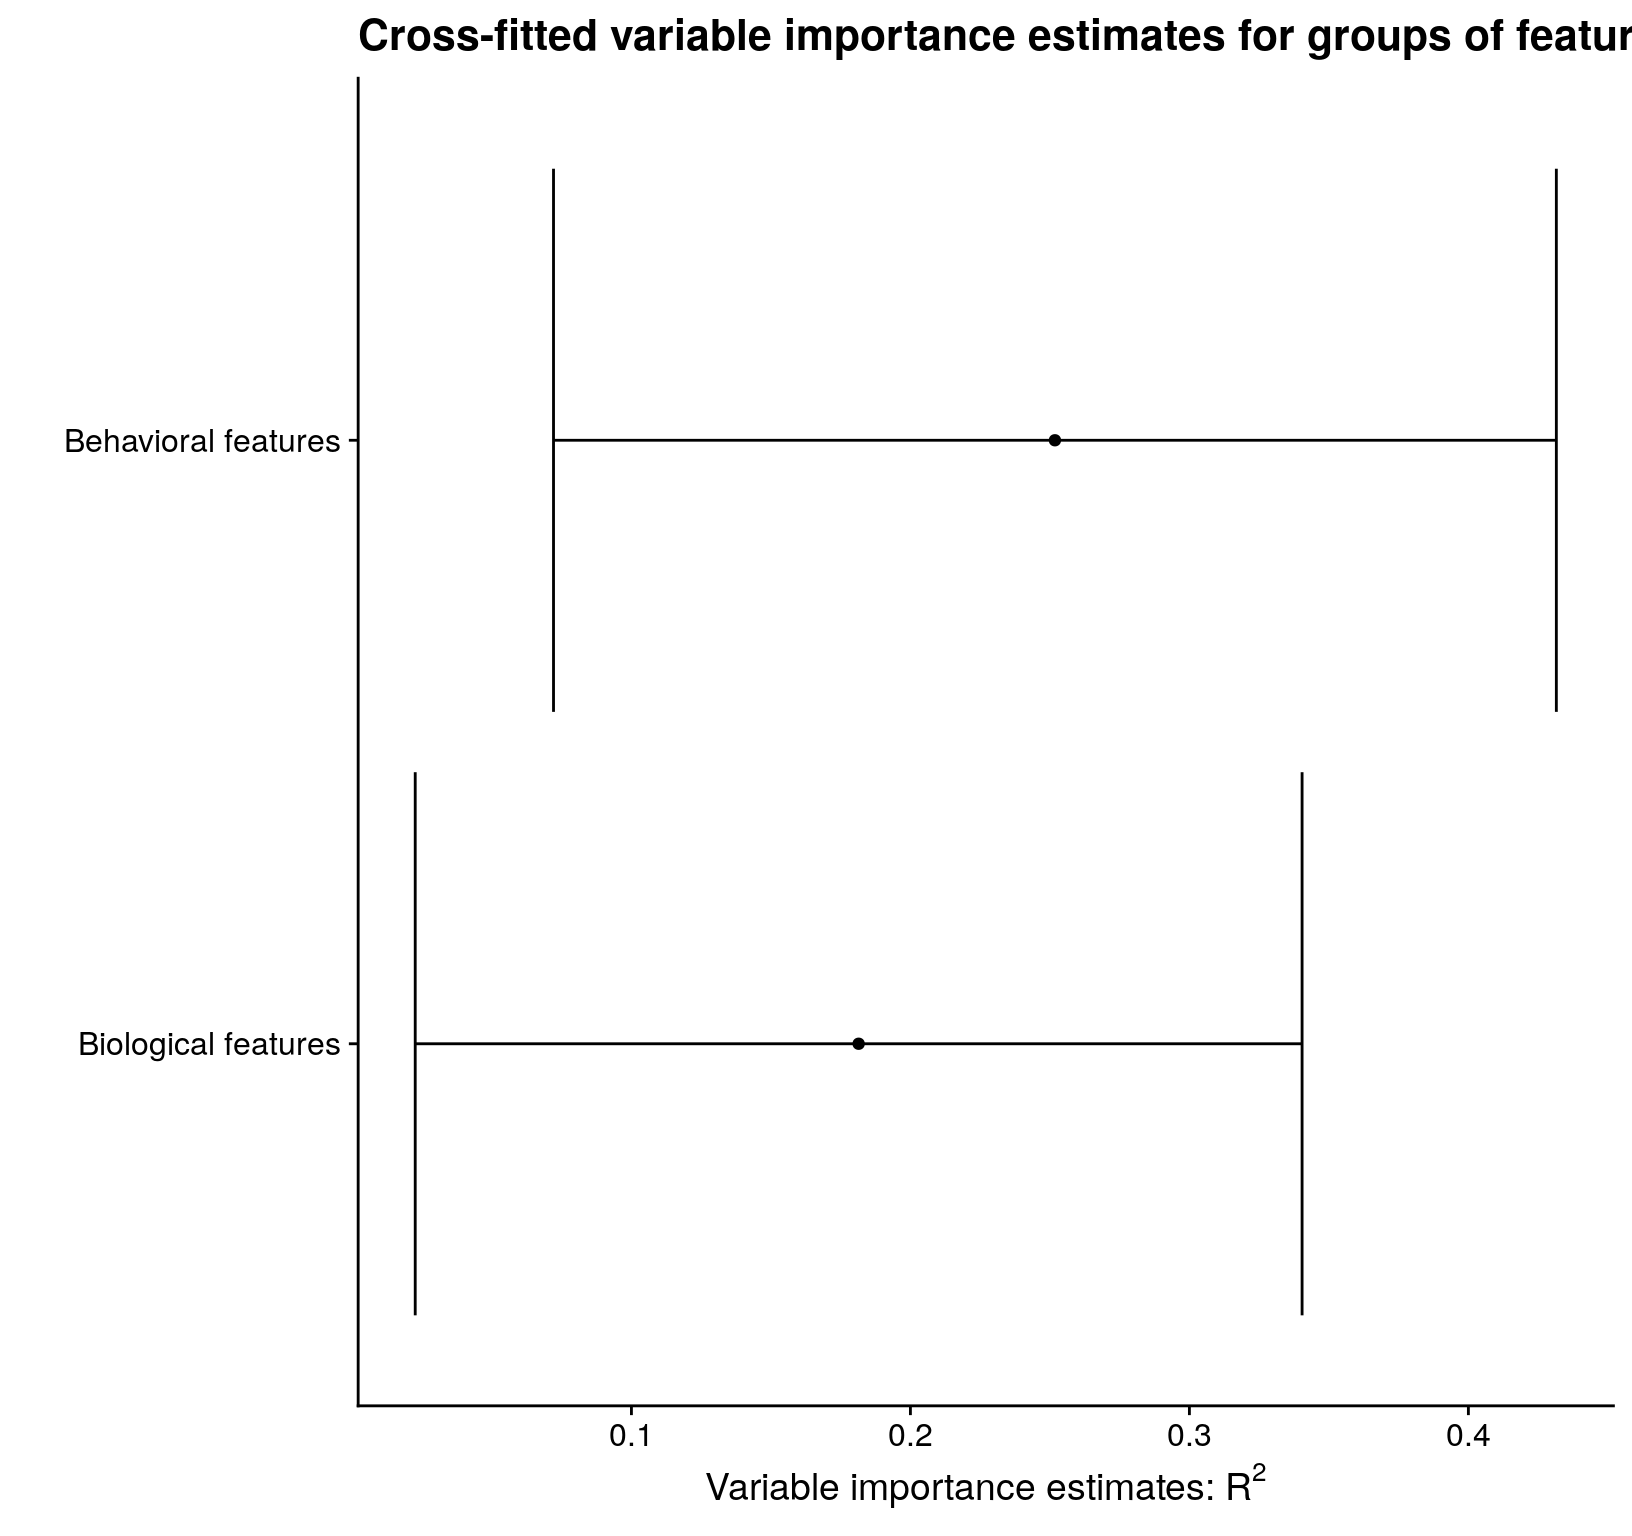 Cross-fitted variable importance estimates for groups of featur
Behavioral features
Biological features
0.1 0.2 0.3 0.4
Variable importance estimates: R²